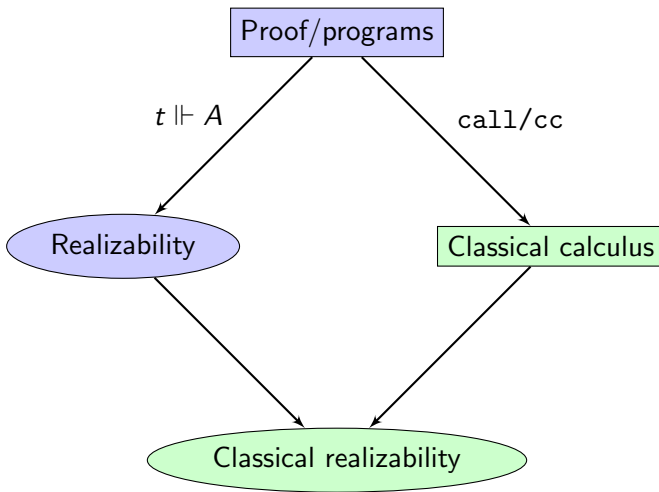 Proof/programs
t ⊩ A
call/cc
Realizability
Classical calculus
Classical realizability